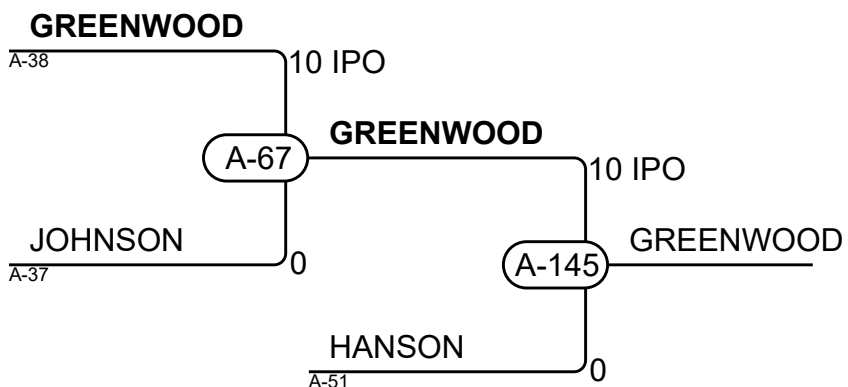 GREENWOOD
A-38
10 IPO
GREENWOOD
A-67
10 IPO
JOHNSON
A-37
0
GREENWOOD
A-145
HANSON
A-51
0